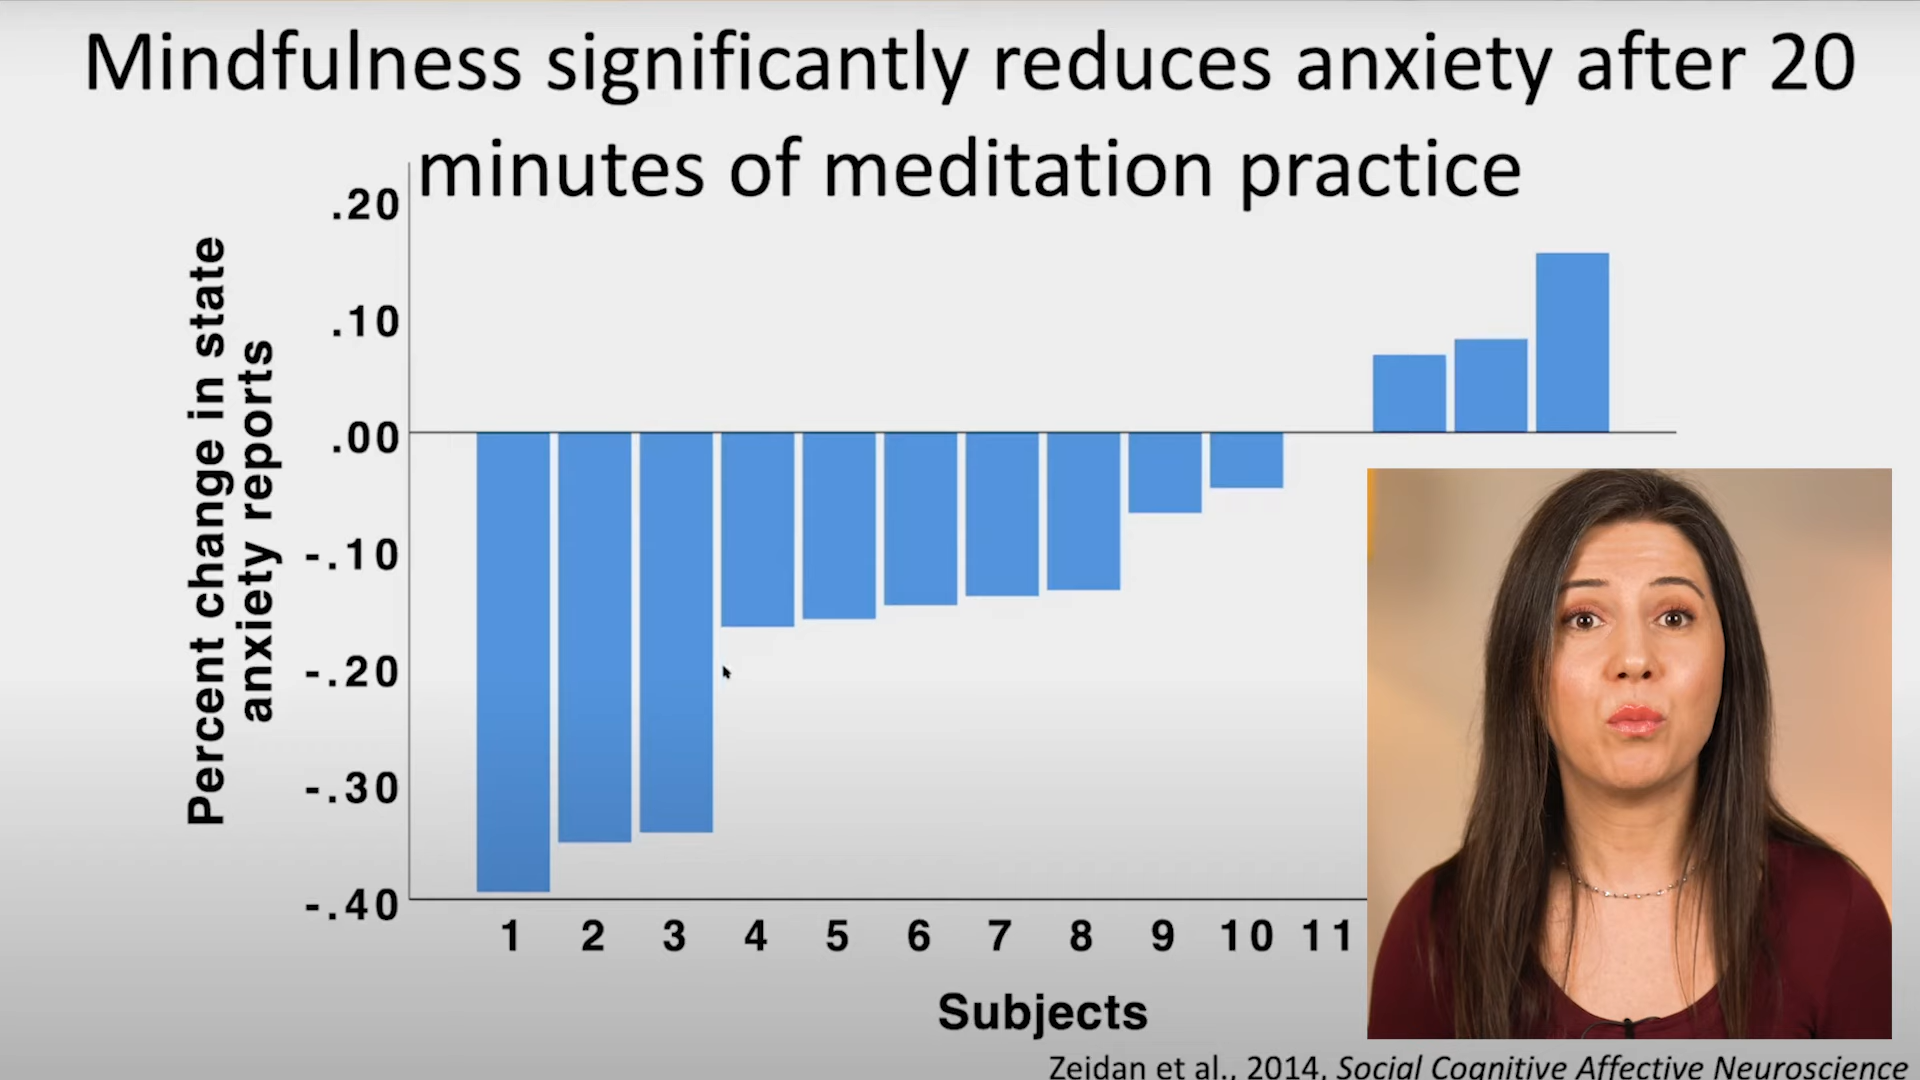 Mindfulness significantly reduces anxiety after 20
minutes of meditation practice
Percent change in state
anxiety reports
.20
.10
.00
-.10
-.20
-.30
-.40
1 2 3 4 5 6 7 8 9 10 11
Subjects
Zeidan et al., 2014, Social Cognitive Affective Neuroscience